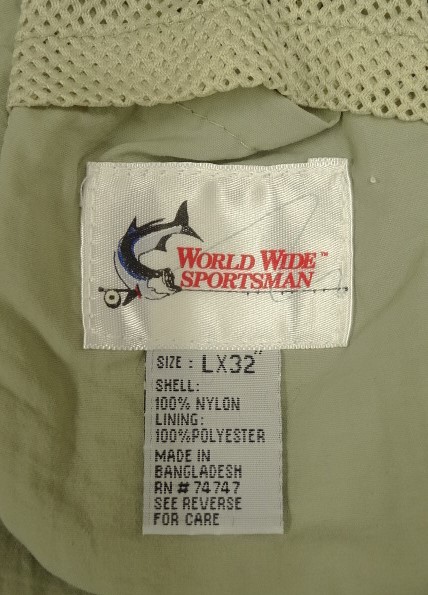 WORLD WIDE™
SPORTSMAN
SIZE : LX32"
SHELL:
100% NYLON
LINING:
100%POLYESTER
MADE IN
BANGLADESH
RN # 74747
SEE REVERSE
FOR CARE